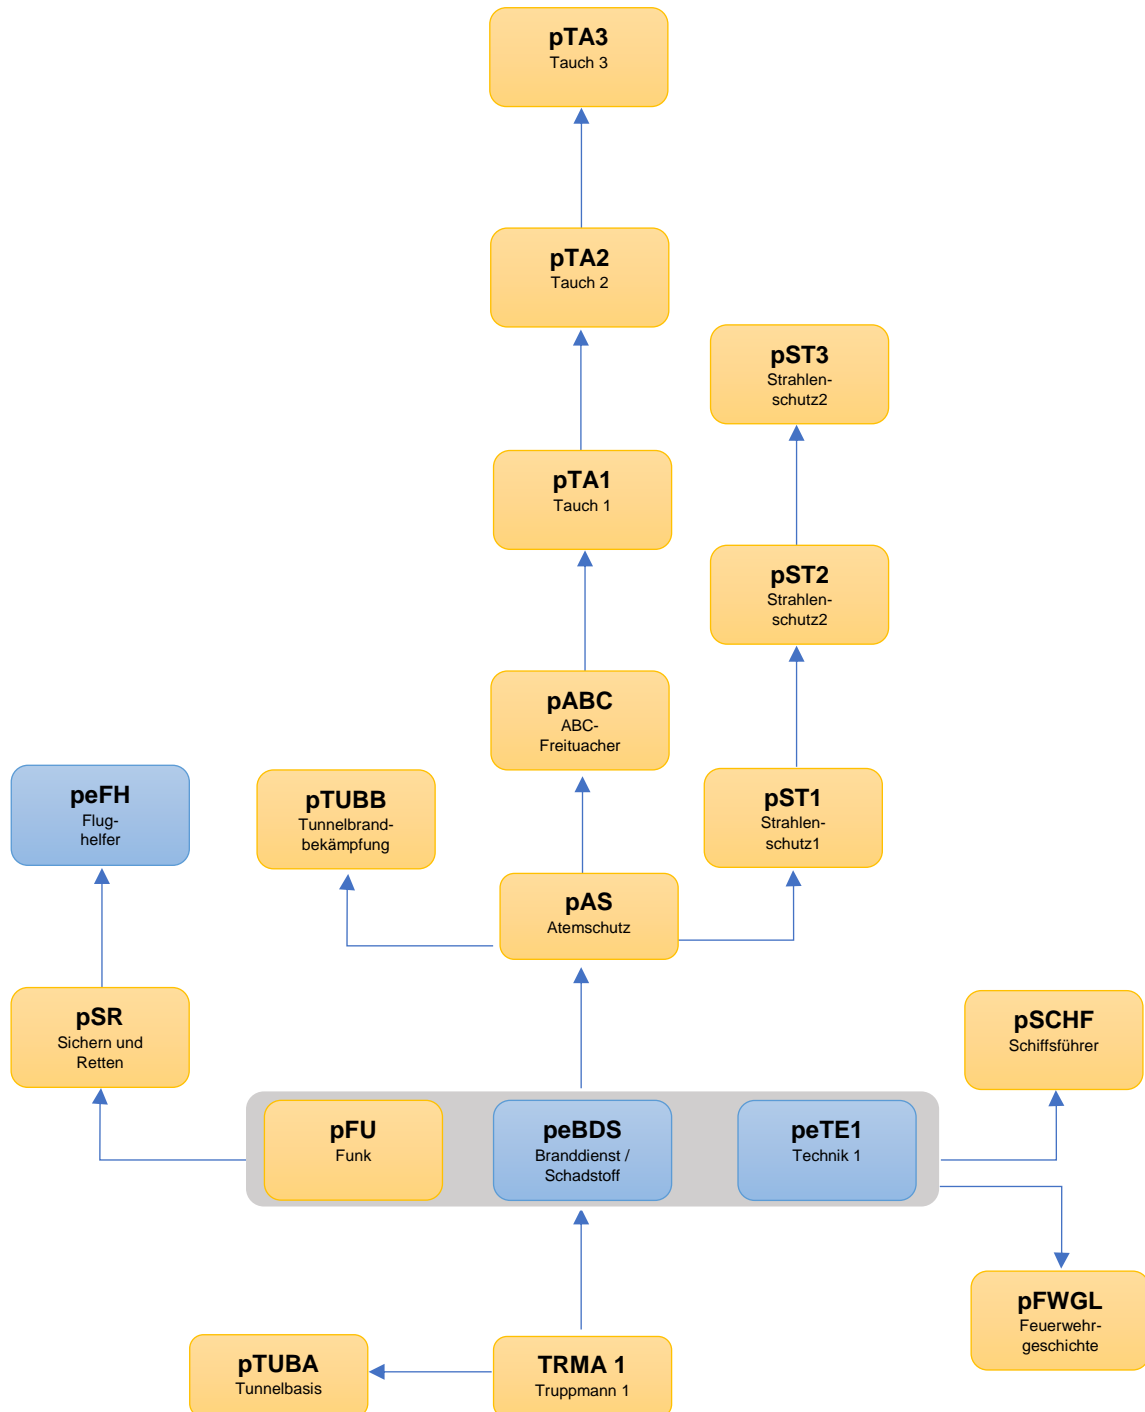 pTA3
Tauch 3
pTA2
Tauch 2
pST3
Strahlen-
schutz2
pTA1
Tauch 1
pST2
Strahlen-
schutz2
pABC
ABC-
Freituacher
peFH
Flug-
helfer
pTUBB
Tunnelbrand-
bekämpfung
pST1
Strahlen-
schutz1
pAS
Atemschutz
pSR
Sichern und
Retten
pSCHF
Schiffsführer
pFU
Funk
peBDS
Branddienst /
Schadstoff
peTE1
Technik 1
pFWGL
Feuerwehr-
geschichte
pTUBA
Tunnelbasis
TRMA 1
Truppmann 1